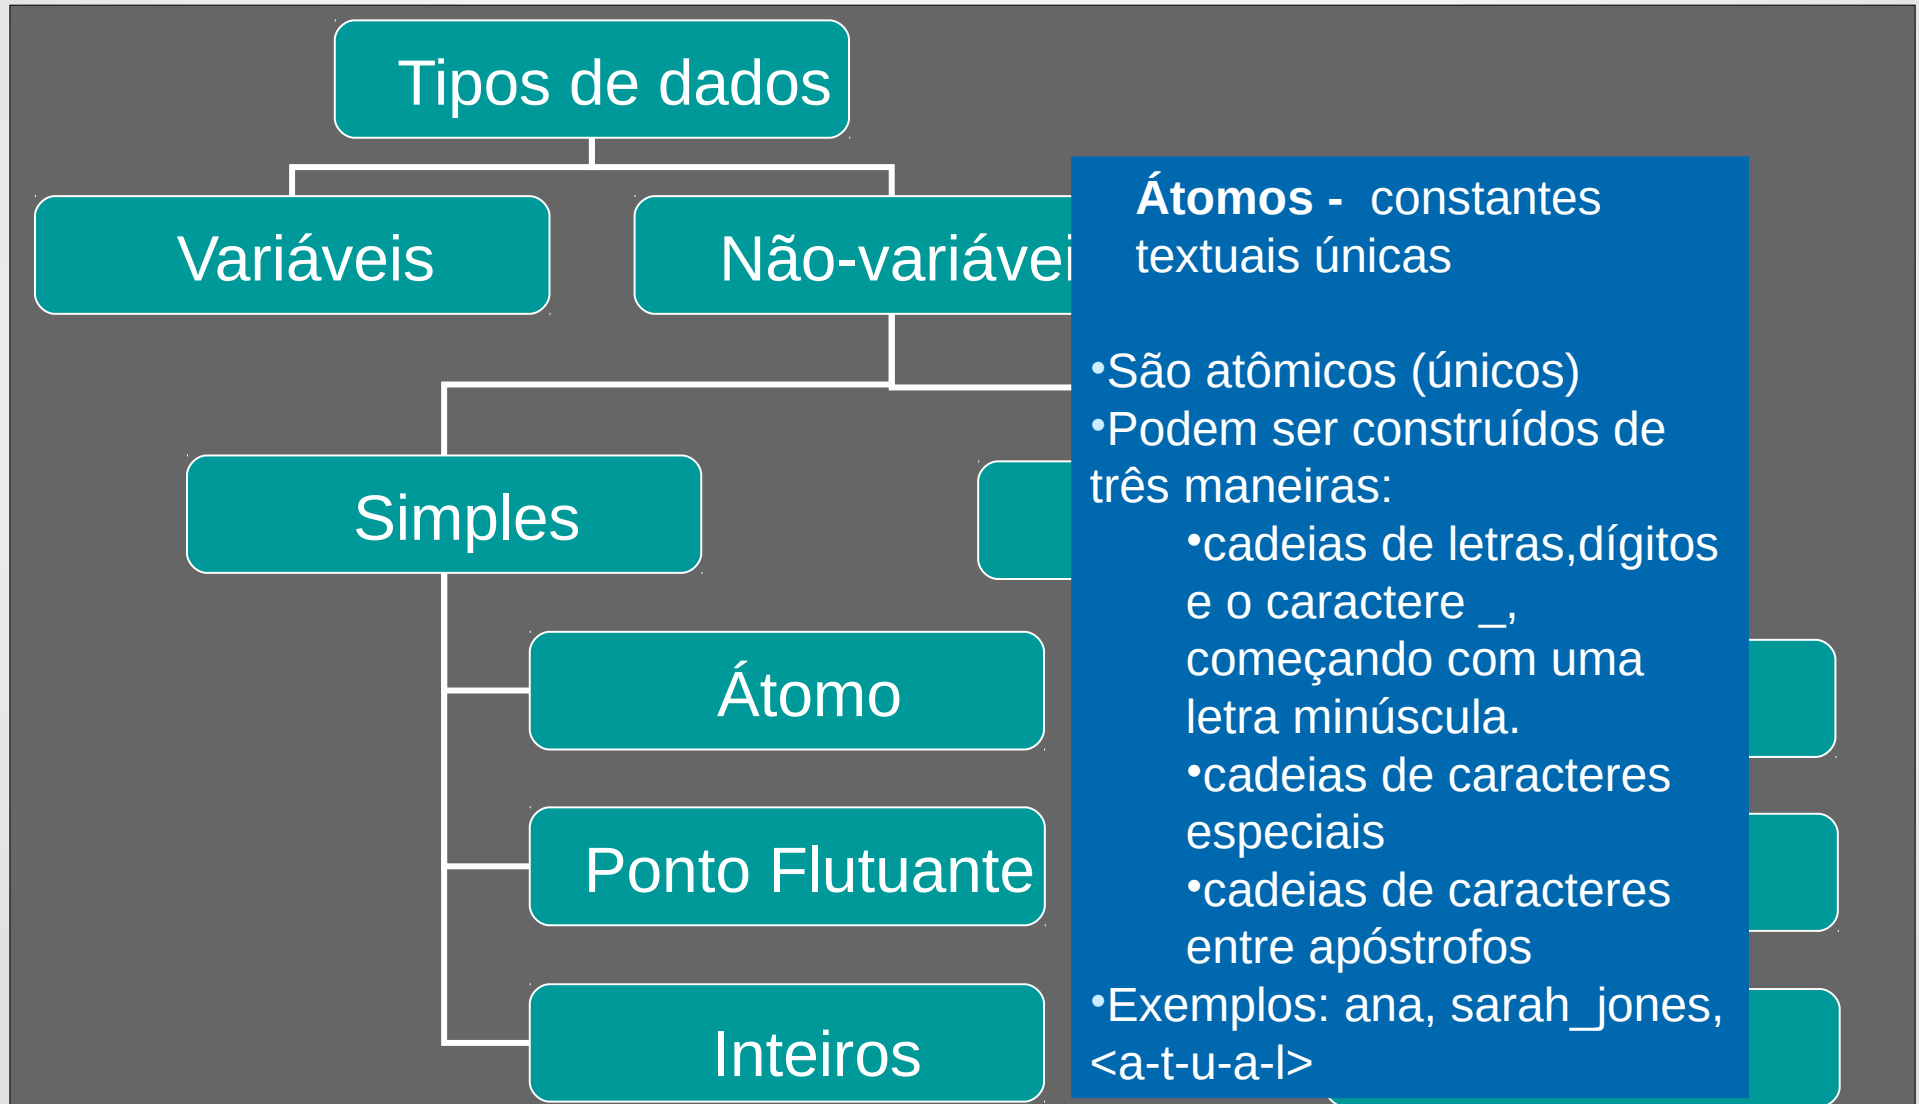 Tipos de dados
Variáveis
Não-variávei
Simples
Átomo
Ponto Flutuante
Inteiros
Átomos - constantes
textuais únicas
•São atômicos (únicos)
•Podem ser construídos de
três maneiras:
•cadeias de letras,dígitos
e o caractere _,
começando com uma
letra minúscula.
•cadeias de caracteres
especiais
•cadeias de caracteres
entre apóstrofos
•Exemplos: ana, sarah_jones,
<a-t-u-a-l>